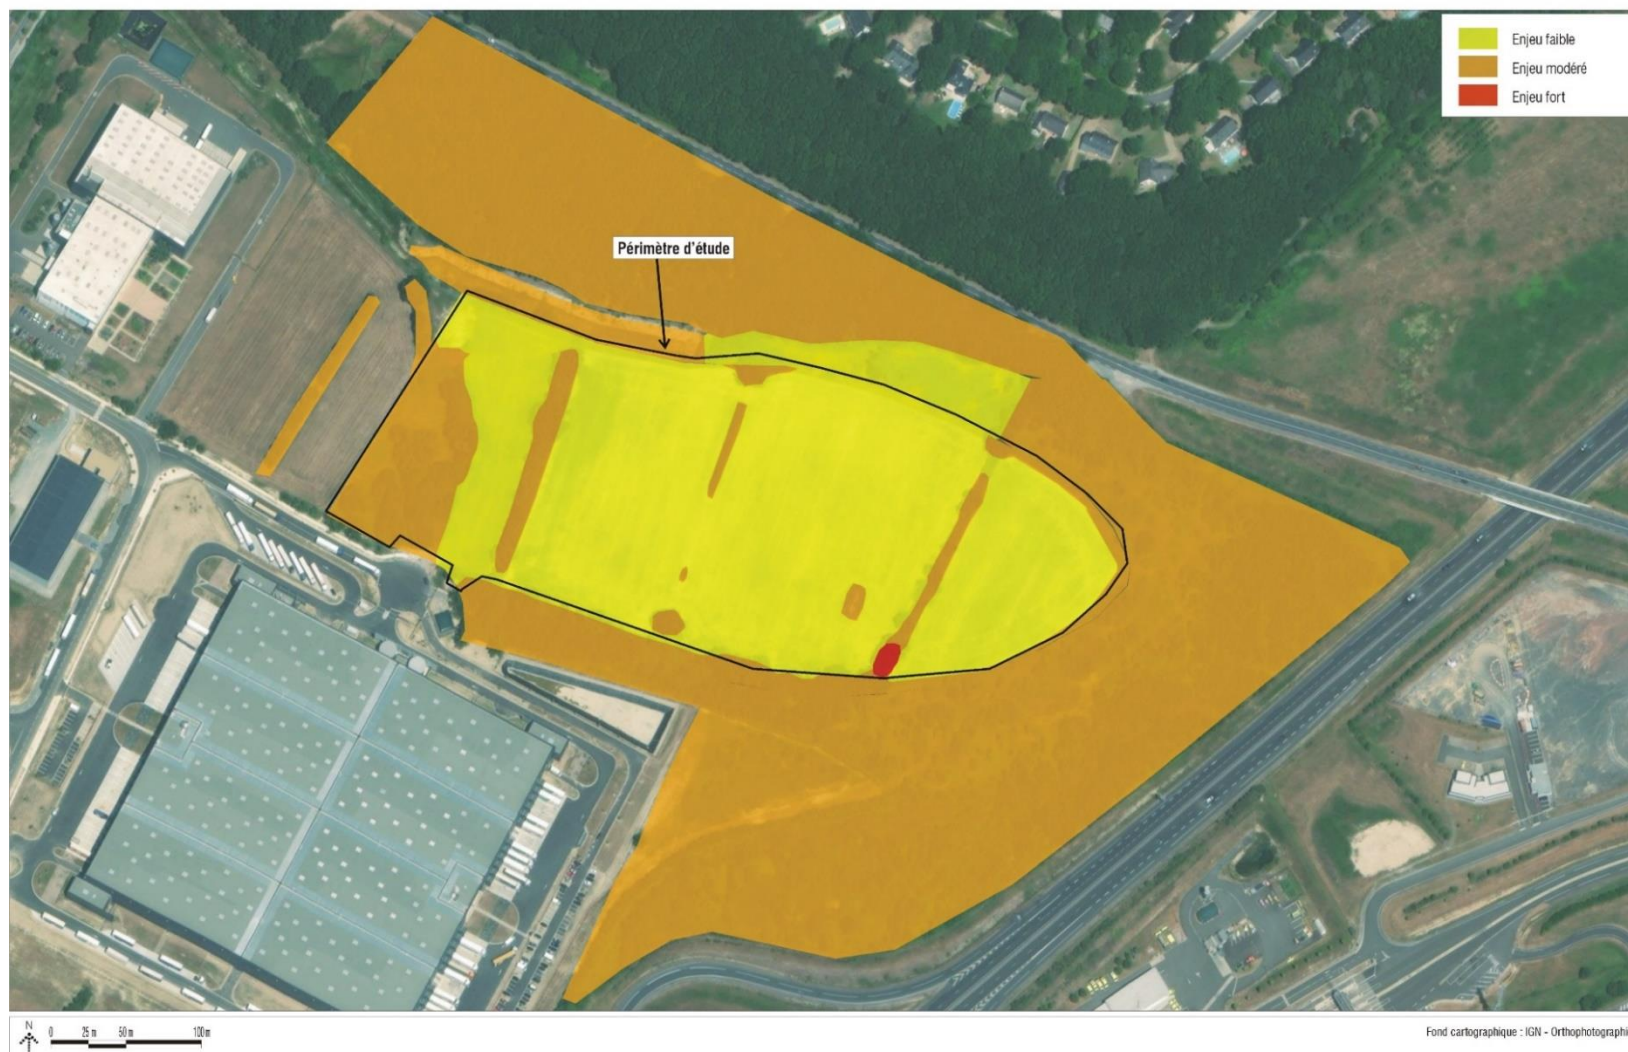 Enjeu faible
Enjeu modéré
Enjeu fort
Périmètre d'étude
N
0 25 m 50 m 100 m
Fond cartographique : IGN - Orthophotographi